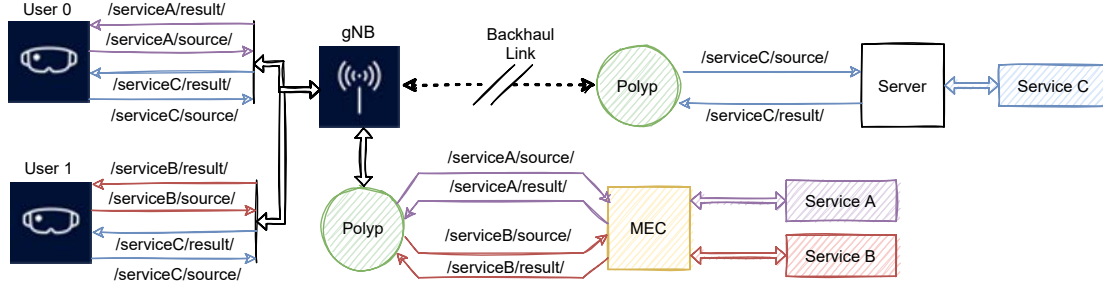 User 0
/serviceA/result/
/serviceA/source/
/serviceC/result/
/serviceC/source/
gNB
Backhaul
Link
Polyp
/serviceC/source/
/serviceC/result/
Server
Service C
User 1
/serviceB/result/
/serviceB/source/
/serviceC/result/
/serviceC/source/
Polyp
/serviceA/source/
/serviceA/result/
/serviceB/source/
/serviceB/result/
MEC
Service A
Service B